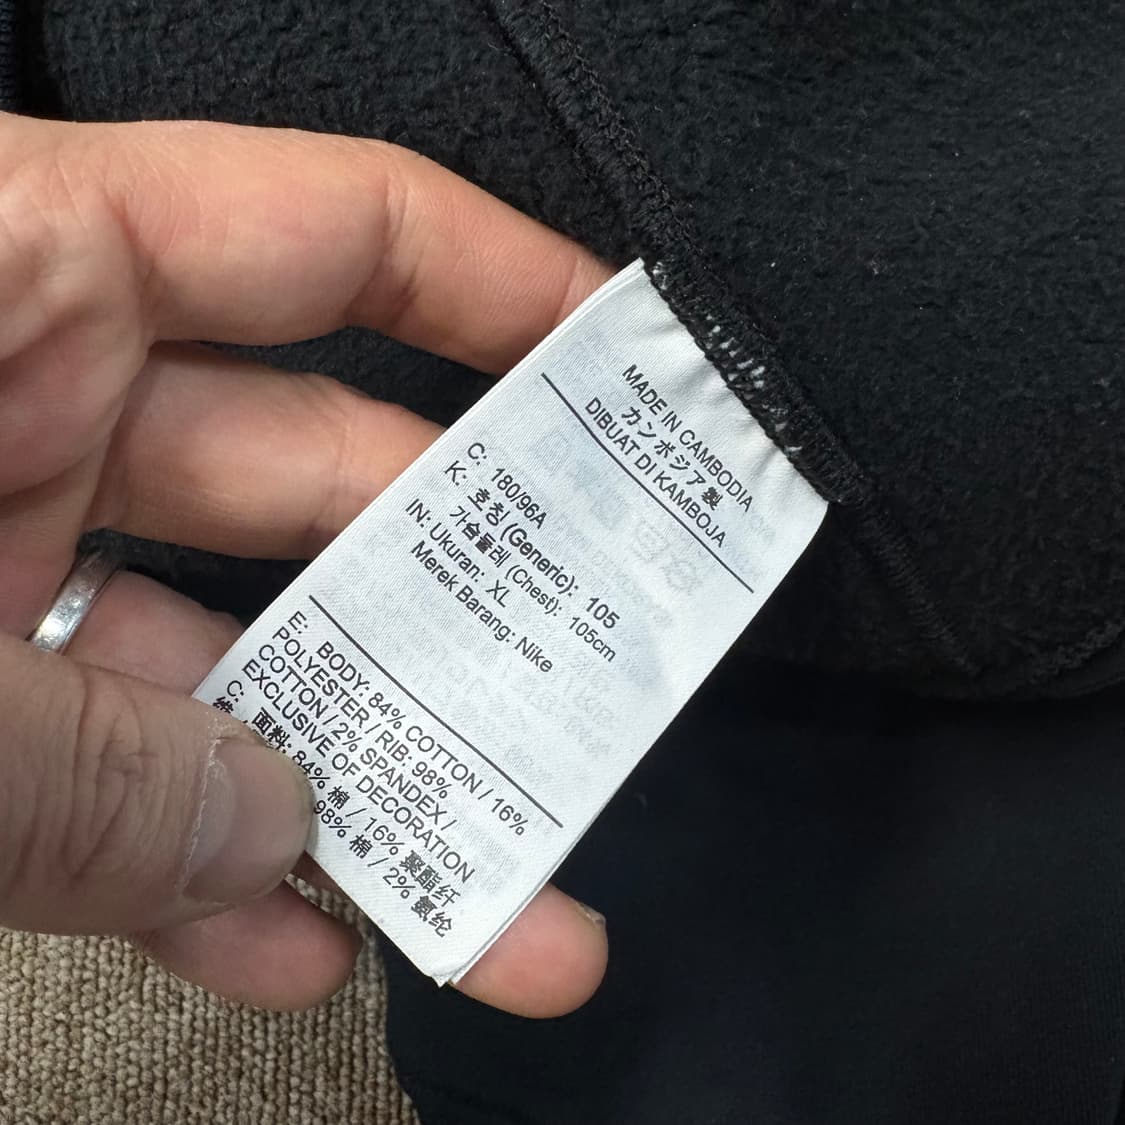 MADE IN CAMBODIA
カンボジア製
DIBUAT DI KAMBOJA
C: 180/96A
K: 호칭(Generic): 105
가슴둘레 (Chest): 105cm
IN: Ukuran: XL
Merek Barang: Nike
E: BODY: 84% COTTON / 16%
POLYESTER / RIB: 98%
COTTON / 2% SPANDEX /
EXCLUSIVE OF DECORATION
C: 面料: 84% 棉 / 16% 聚酯纤
98% 棉 / 2% 氨纶